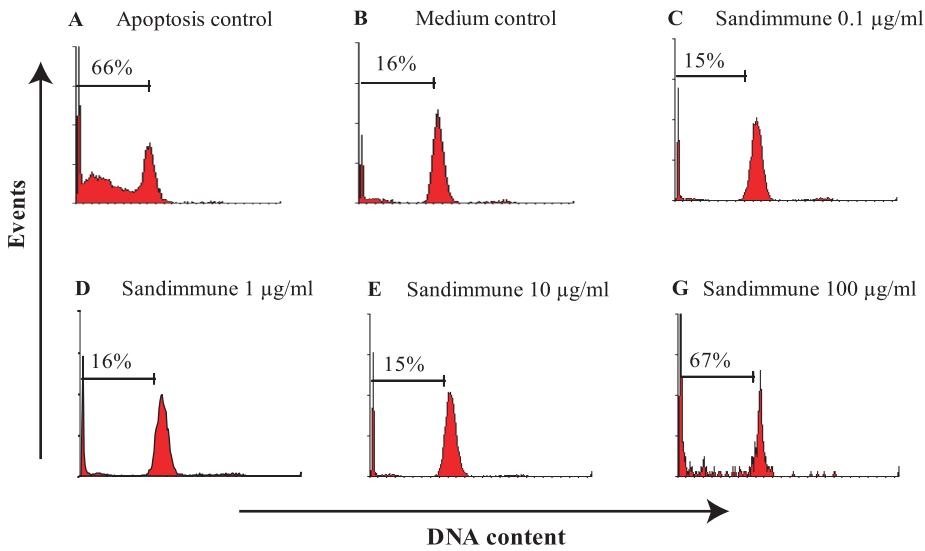 A Apoptosis control
B Medium control
C Sandimmune 0.1 µg/ml
66%
16%
15%
D Sandimmune 1 µg/ml
E Sandimmune 10 µg/ml
G Sandimmune 100 µg/ml
16%
15%
67%
Events
DNA content